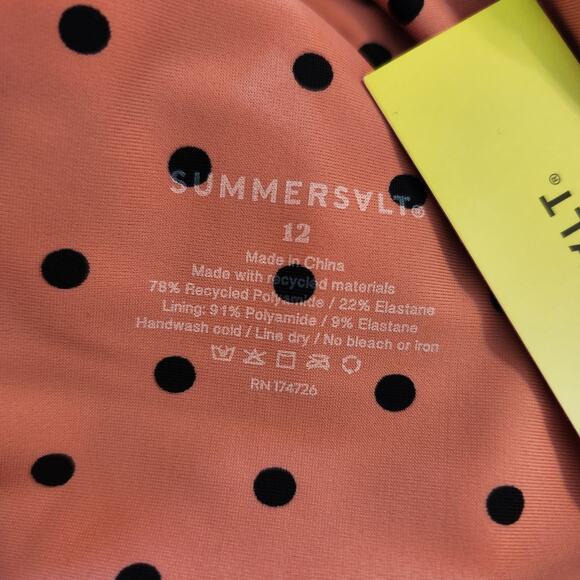 SUMMERSALT®
12
Made in China
Made with recycled materials
78% Recycled Polyamide / 22% Elastane
Lining: 91% Polyamide / 9% Elastane
Handwash cold / Line dry / No bleach or iron
RN 174726
LT®